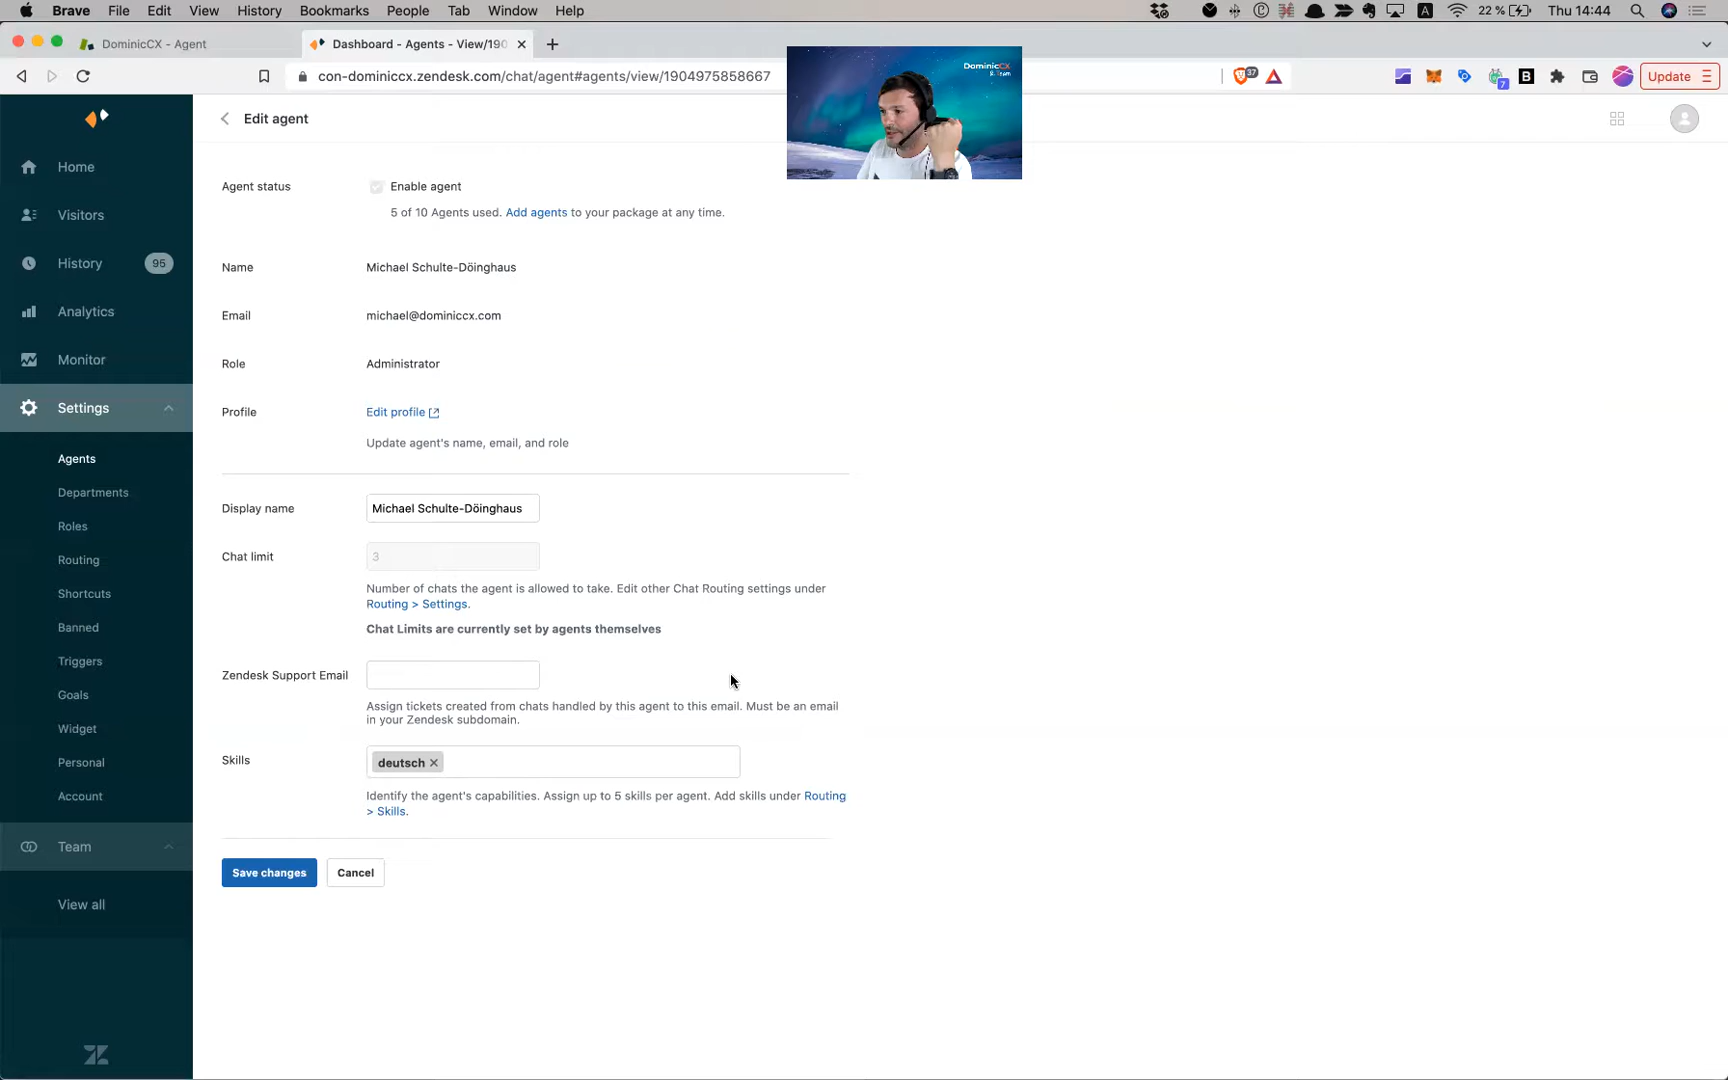 Brave File Edit View History Bookmarks People Tab Window Help 22 % Thu 14:44
DominicCX - Agent Dashboard - Agents - View/190
con-dominiccx.zendesk.com/chat/agent#agents/view/1904975858667 37 7 B Update
DominicCX
& Team
Edit agent
Home
Visitors
History 95
Analytics
Monitor
Settings
Agents
Departments
Roles
Routing
Shortcuts
Banned
Triggers
Goals
Widget
Personal
Account
Team
View all
Agent status Enable agent
5 of 10 Agents used. Add agents to your package at any time.
Name Michael Schulte-Döinghaus
Email michael@dominiccx.com
Role Administrator
Profile Edit profile
Update agent's name, email, and role
Display name Michael Schulte-Döinghaus
Chat limit 3
Number of chats the agent is allowed to take. Edit other Chat Routing settings under
Routing > Settings.
Chat Limits are currently set by agents themselves
Zendesk Support Email
Assign tickets created from chats handled by this agent to this email. Must be an email
in your Zendesk subdomain.
Skills deutsch ×
Identify the agent's capabilities. Assign up to 5 skills per agent. Add skills under Routing
> Skills.
Save changes Cancel